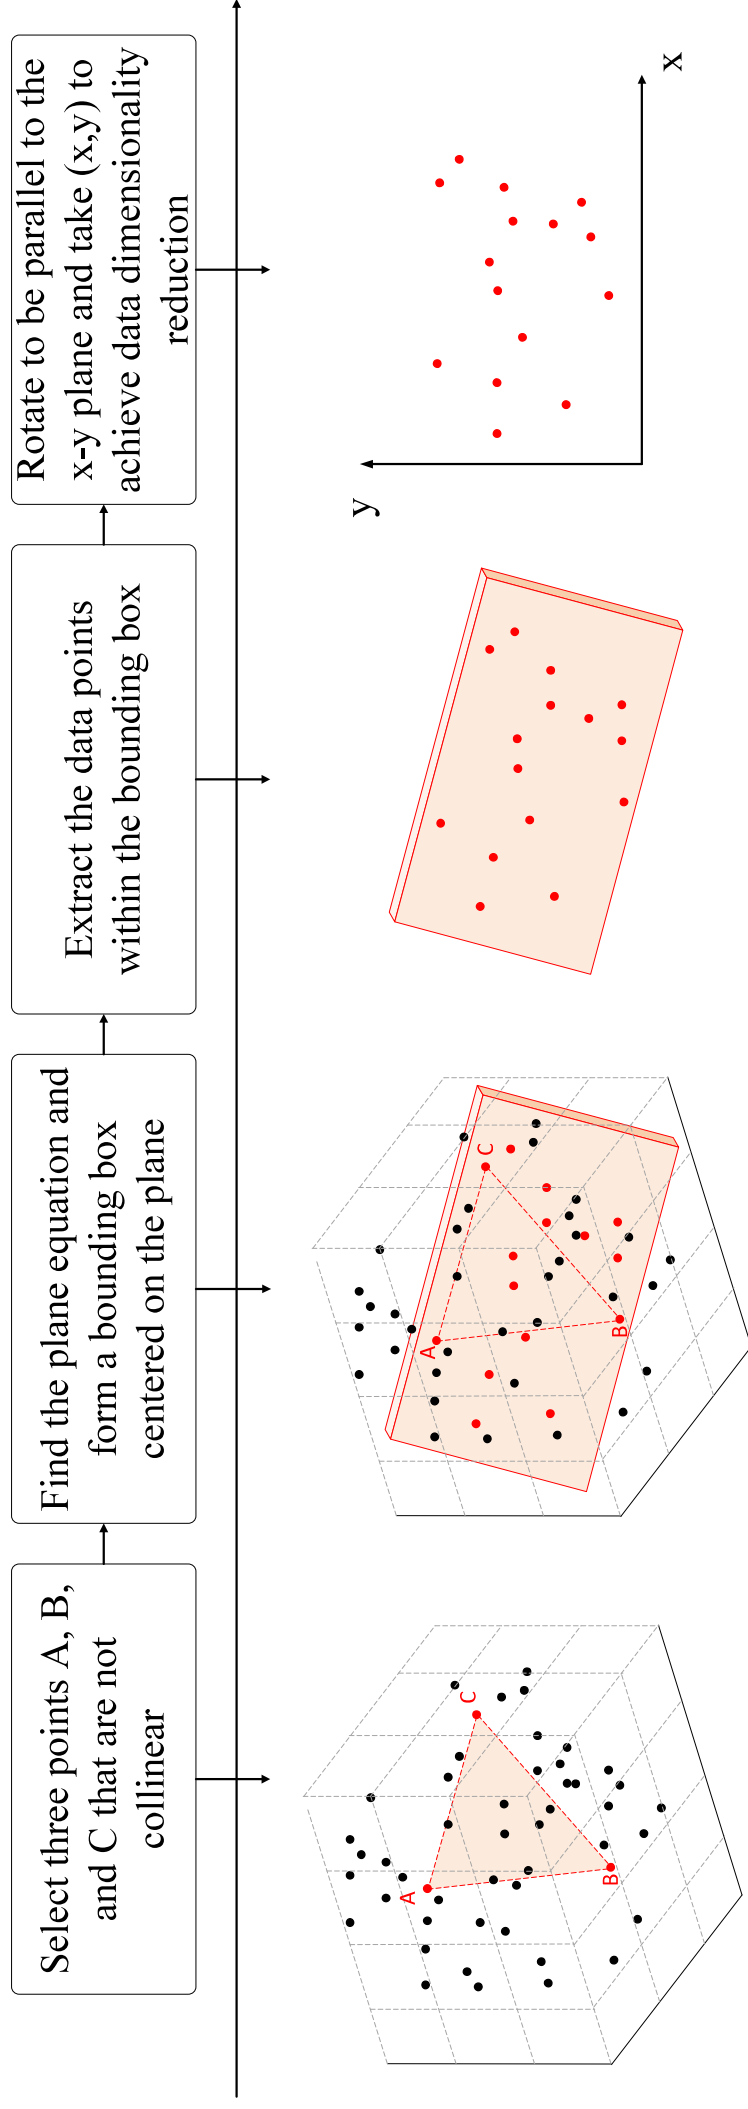 Select three points A, B,
and C that are not
collinear
Find the plane equation and
form a bounding box
centered on the plane
Extract the data points
within the bounding box
Rotate to be parallel to the
x-y plane and take (x,y) to
achieve data dimensionality
reduction
A
C
B
A
C
B
y
x